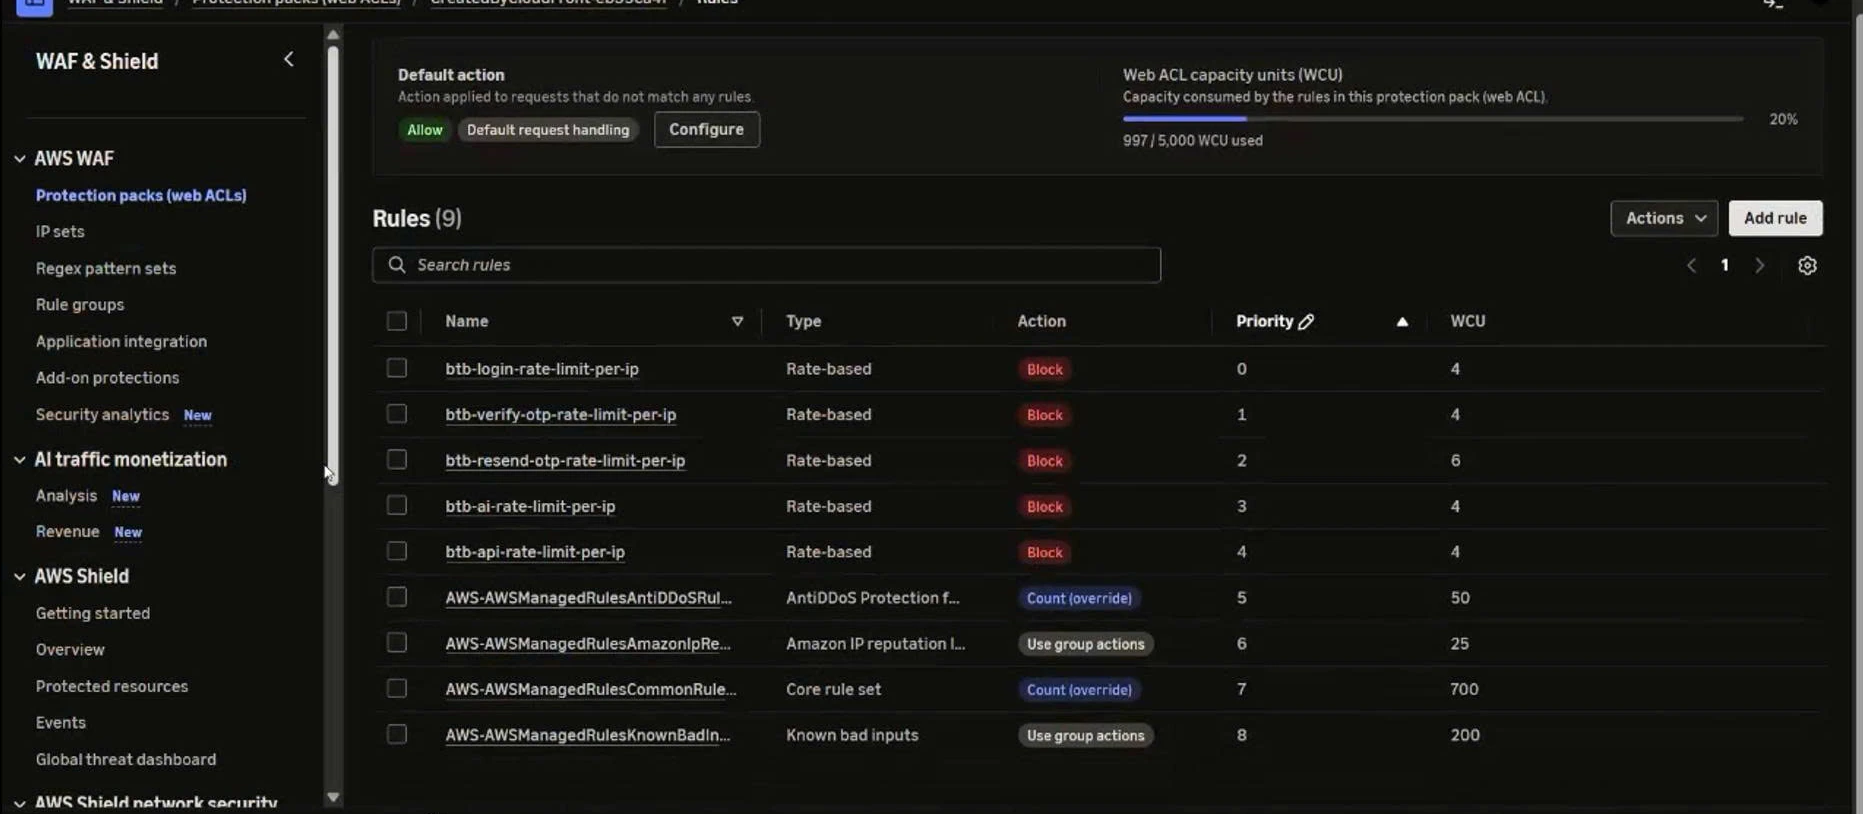 WAF & Shield / Protection packs (web ACLs) / / Rules
WAF & Shield
AWS WAF
Protection packs (web ACLs)
IP sets
Regex pattern sets
Rule groups
Application integration
Add-on protections
Security analytics New
AI traffic monetization
Analysis New
Revenue New
AWS Shield
Getting started
Overview
Protected resources
Events
Global threat dashboard
AWS Shield network security
Default action
Action applied to requests that do not match any rules.
Allow Default request handling Configure
Web ACL capacity units (WCU)
Capacity consumed by the rules in this protection pack (web ACL).
20%
997 / 5,000 WCU used
Rules (9)
Actions Add rule
Search rules
1
Name Type Action Priority WCU
btb-login-rate-limit-per-ip Rate-based Block 0 4
btb-verify-otp-rate-limit-per-ip Rate-based Block 1 4
btb-resend-otp-rate-limit-per-ip Rate-based Block 2 6
btb-ai-rate-limit-per-ip Rate-based Block 3 4
btb-api-rate-limit-per-ip Rate-based Block 4 4
AWS-AWSManagedRulesAntiDDoSRul... AntiDDoS Protection f... Count (override) 5 50
AWS-AWSManagedRulesAmazonIpRe... Amazon IP reputation l... Use group actions 6 25
AWS-AWSManagedRulesCommonRule... Core rule set Count (override) 7 700
AWS-AWSManagedRulesKnownBadIn... Known bad inputs Use group actions 8 200